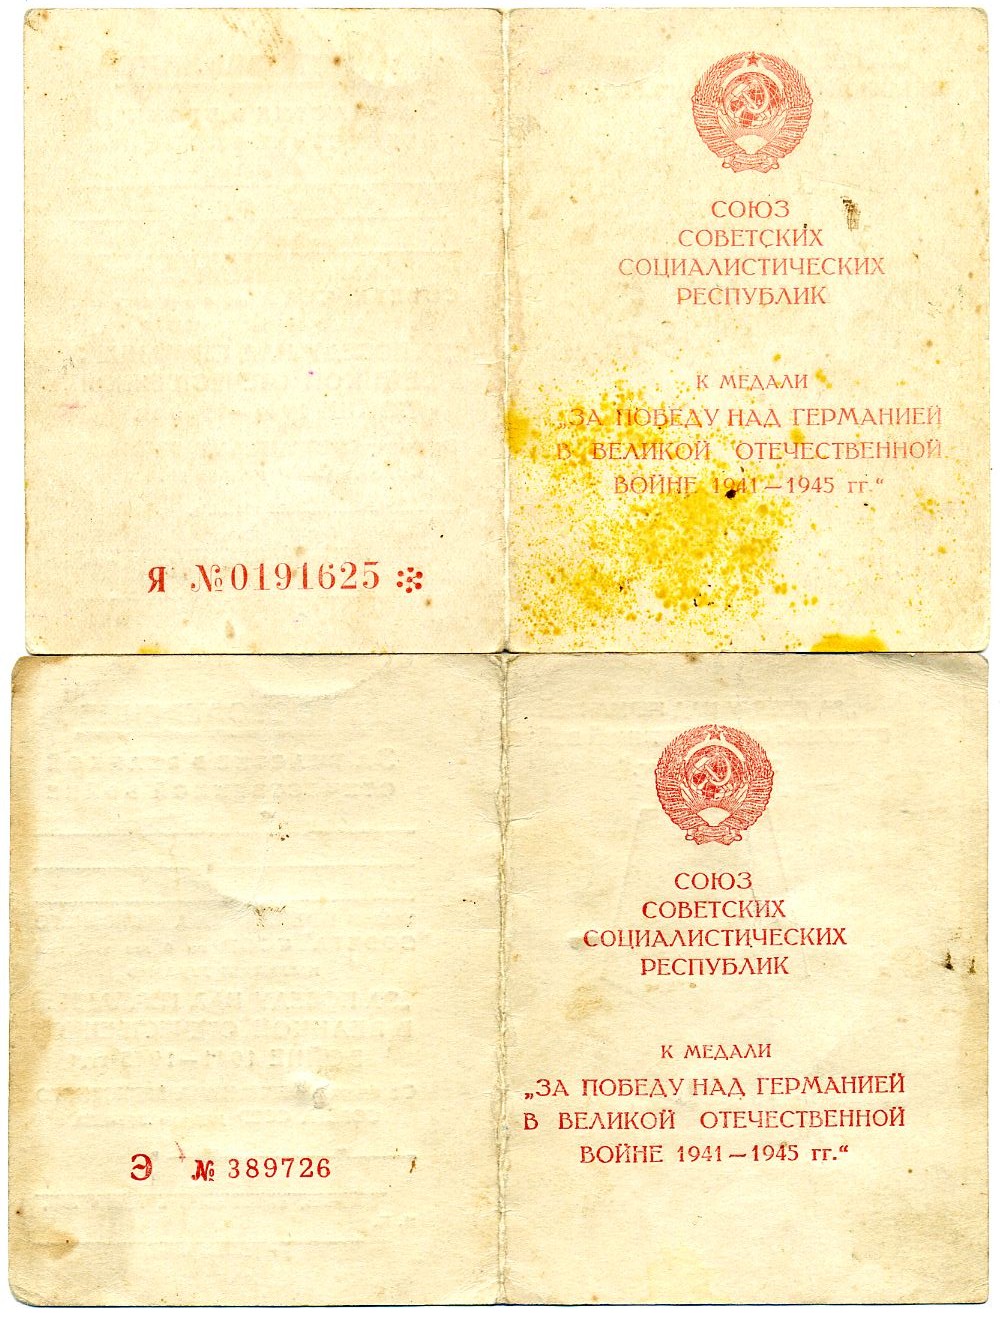 СОЮЗ
СОВЕТСКИХ
СОЦИАЛИСТИЧЕСКИХ
РЕСПУБЛИК
К МЕДАЛИ
„ЗА ПОБЕДУ НАД ГЕРМАНИЕЙ
В ВЕЛИКОЙ ОТЕЧЕСТВЕННОЙ
ВОЙНЕ 1941—1945 гг.“
Я №0191625
СОЮЗ
СОВЕТСКИХ
СОЦИАЛИСТИЧЕСКИХ
РЕСПУБЛИК
К МЕДАЛИ
„ЗА ПОБЕДУ НАД ГЕРМАНИЕЙ
В ВЕЛИКОЙ ОТЕЧЕСТВЕННОЙ
ВОЙНЕ 1941—1945 гг.“
Э № 389726